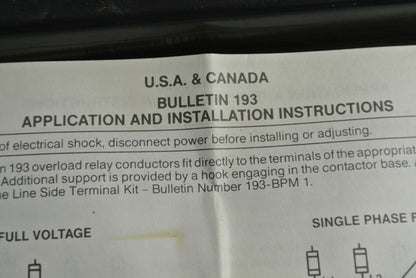 U.S.A. & CANADA
BULLETIN 193
APPLICATION AND INSTALLATION INSTRUCTIONS
of electrical shock, disconnect power before installing or adjusting.
193 overload relay conductors fit directly to the terminals of the appropriat
Additional support is provided by a hook engaging in the contactor base. A
Line Side Terminal Kit – Bulletin Number 193-BPM 1.
FULL VOLTAGE
SINGLE PHASE F